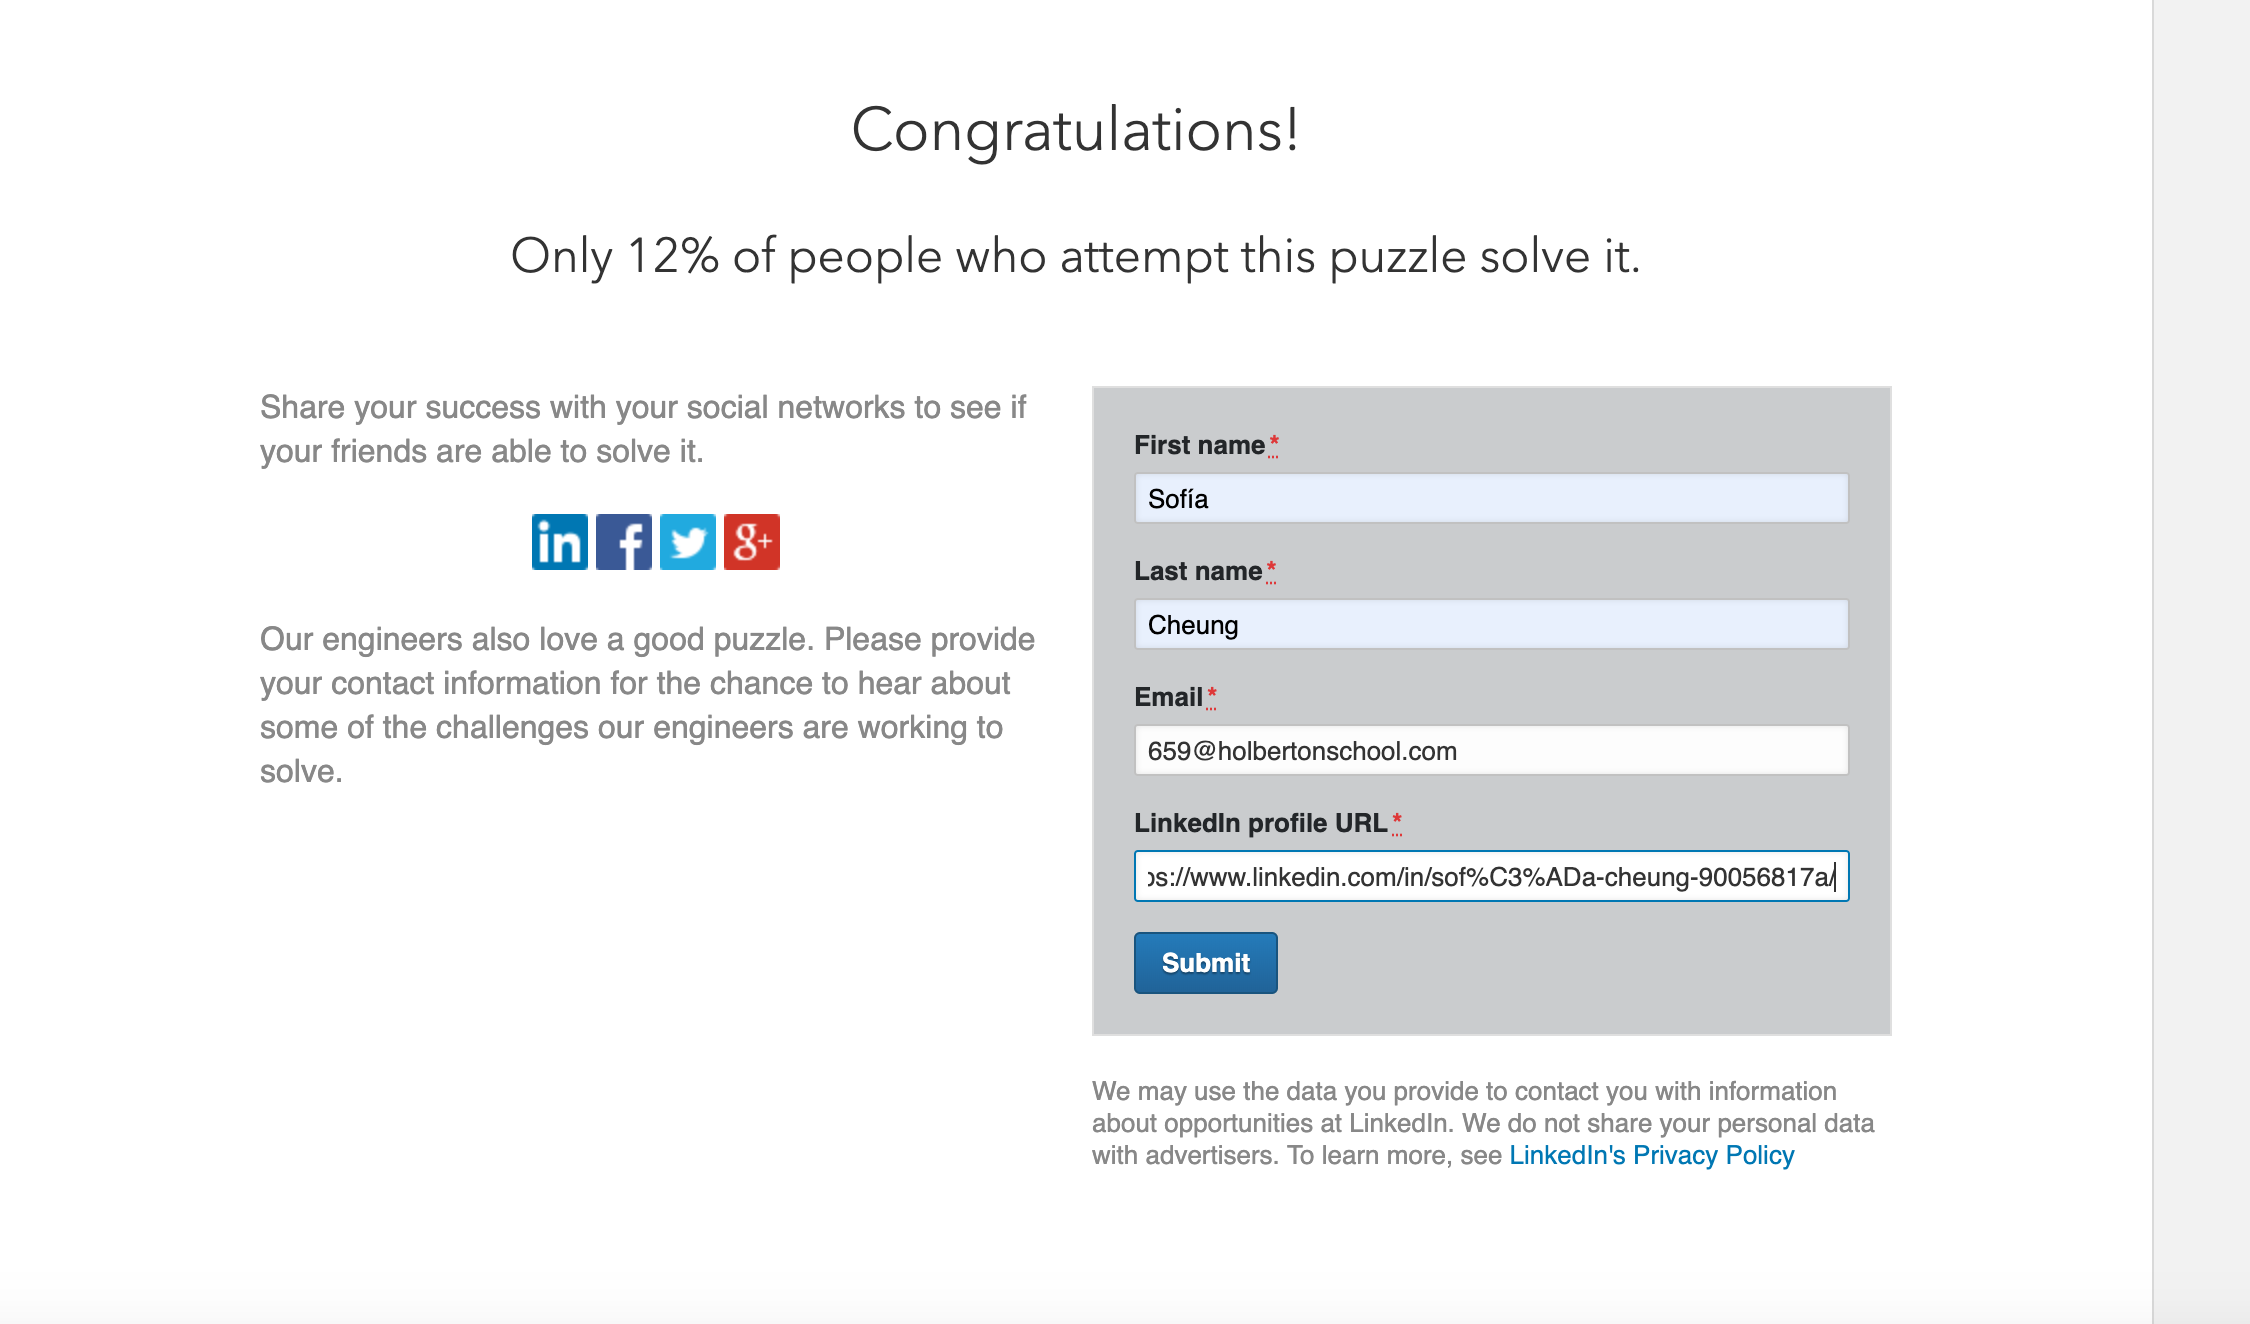 Congratulations!
Only 12% of people who attempt this puzzle solve it.
Share your success with your social networks to see if
your friends are able to solve it.
in f g+
Our engineers also love a good puzzle. Please provide
your contact information for the chance to hear about
some of the challenges our engineers are working to
solve.
First name*
Sofía
Last name*
Cheung
Email*
659@holbertonschool.com
LinkedIn profile URL*
ps://www.linkedin.com/in/sof%C3%ADa-cheung-90056817a/
Submit
We may use the data you provide to contact you with information
about opportunities at LinkedIn. We do not share your personal data
with advertisers. To learn more, see LinkedIn's Privacy Policy